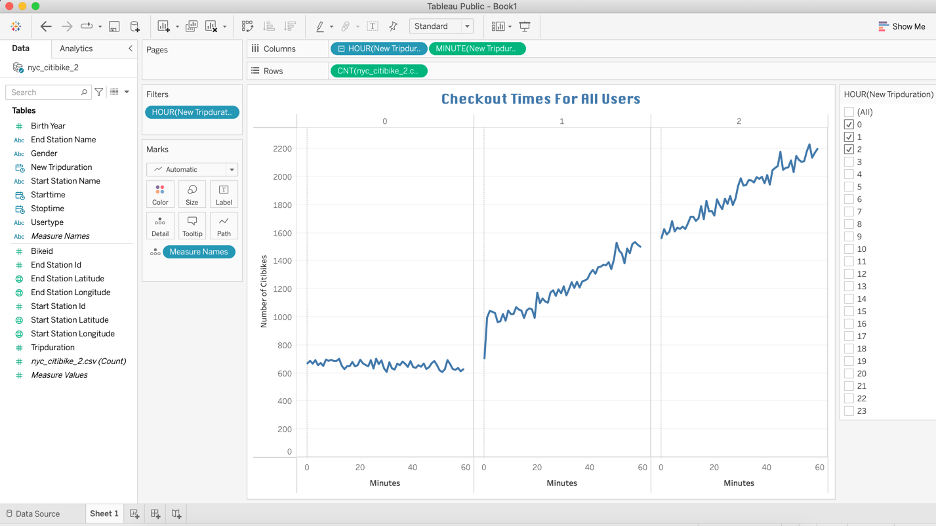 Tableau Public - Book1
Standard
Show Me
Data
Analytics
Pages
Columns
HOUR(New Tripdur..
MINUTE(New Tripdur..
nyc_citibike_2
Rows
CNT(nyc_citibike_2.c..
Search
Tables
# Birth Year
Abc End Station Name
Abc Gender
New Tripduration
Abc Start Station Name
Starttime
Stoptime
Abc Usertype
Abc Measure Names
# Bikeid
# End Station Id
End Station Latitude
End Station Longitude
# Start Station Id
Start Station Latitude
Start Station Longitude
# Tripduration
# nyc_citibike_2.csv (Count)
# Measure Values
Filters
HOUR(New Tripdurat..
Marks
Automatic
Color
Size
Label
Detail
Tooltip
Path
Measure Names
Checkout Times For All Users
0
1
2
Number of Citibikes
2200
2000
1800
1600
1400
1200
1000
800
600
400
200
0
0 20 40 60
0 20 40 60
0 20 40 60
Minutes
Minutes
Minutes
HOUR(New Tripduration)
(All)
0
1
2
3
4
5
6
7
8
9
10
11
12
13
14
15
16
17
18
19
20
21
22
23
Data Source
Sheet 1